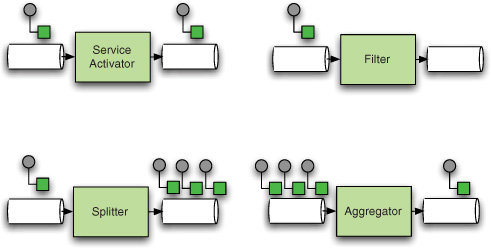 Service
Activator
Filter
Splitter
Aggregator